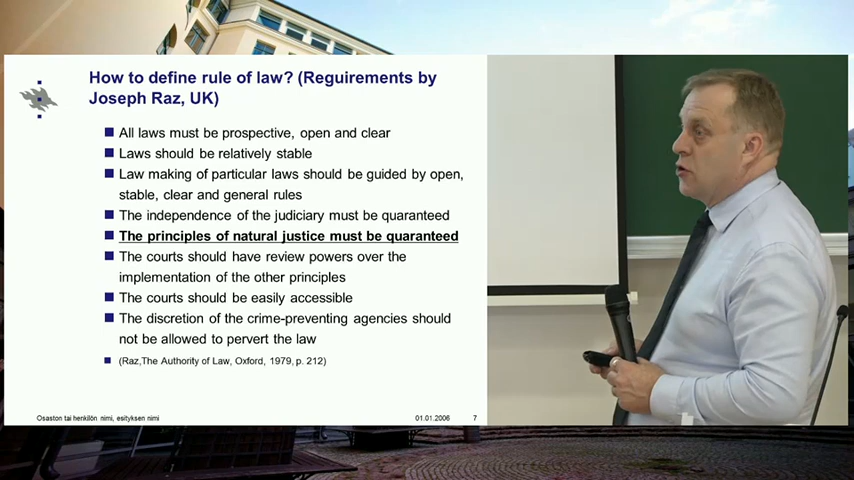 How to define rule of law? (Reguirements by
Joseph Raz, UK)
All laws must be prospective, open and clear
Laws should be relatively stable
Law making of particular laws should be guided by open,
stable, clear and general rules
The independence of the judiciary must be quaranteed
The principles of natural justice must be quaranteed
The courts should have review powers over the
implementation of the other principles
The courts should be easily accessible
The discretion of the crime-preventing agencies should
not be allowed to pervert the law
(Raz,The Authority of Law, Oxford, 1979, p. 212)
Osaston tai henkilön nimi, esityksen nimi 01.01.2006 7